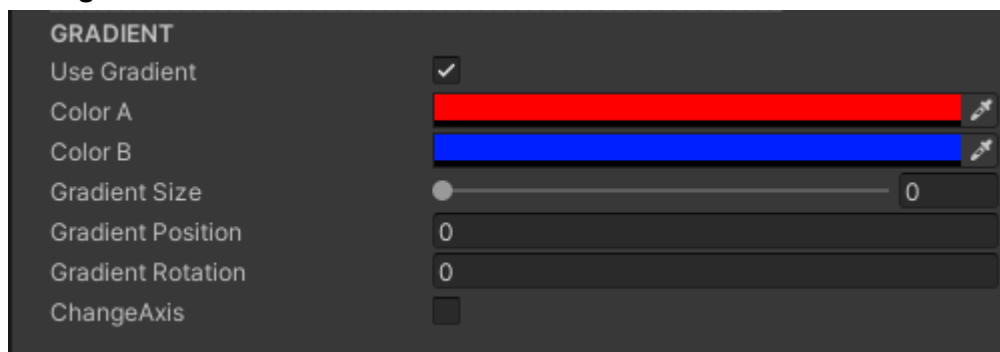 GRADIENT
Use Gradient
Color A
Color B
Gradient Size 0
Gradient Position 0
Gradient Rotation 0
ChangeAxis